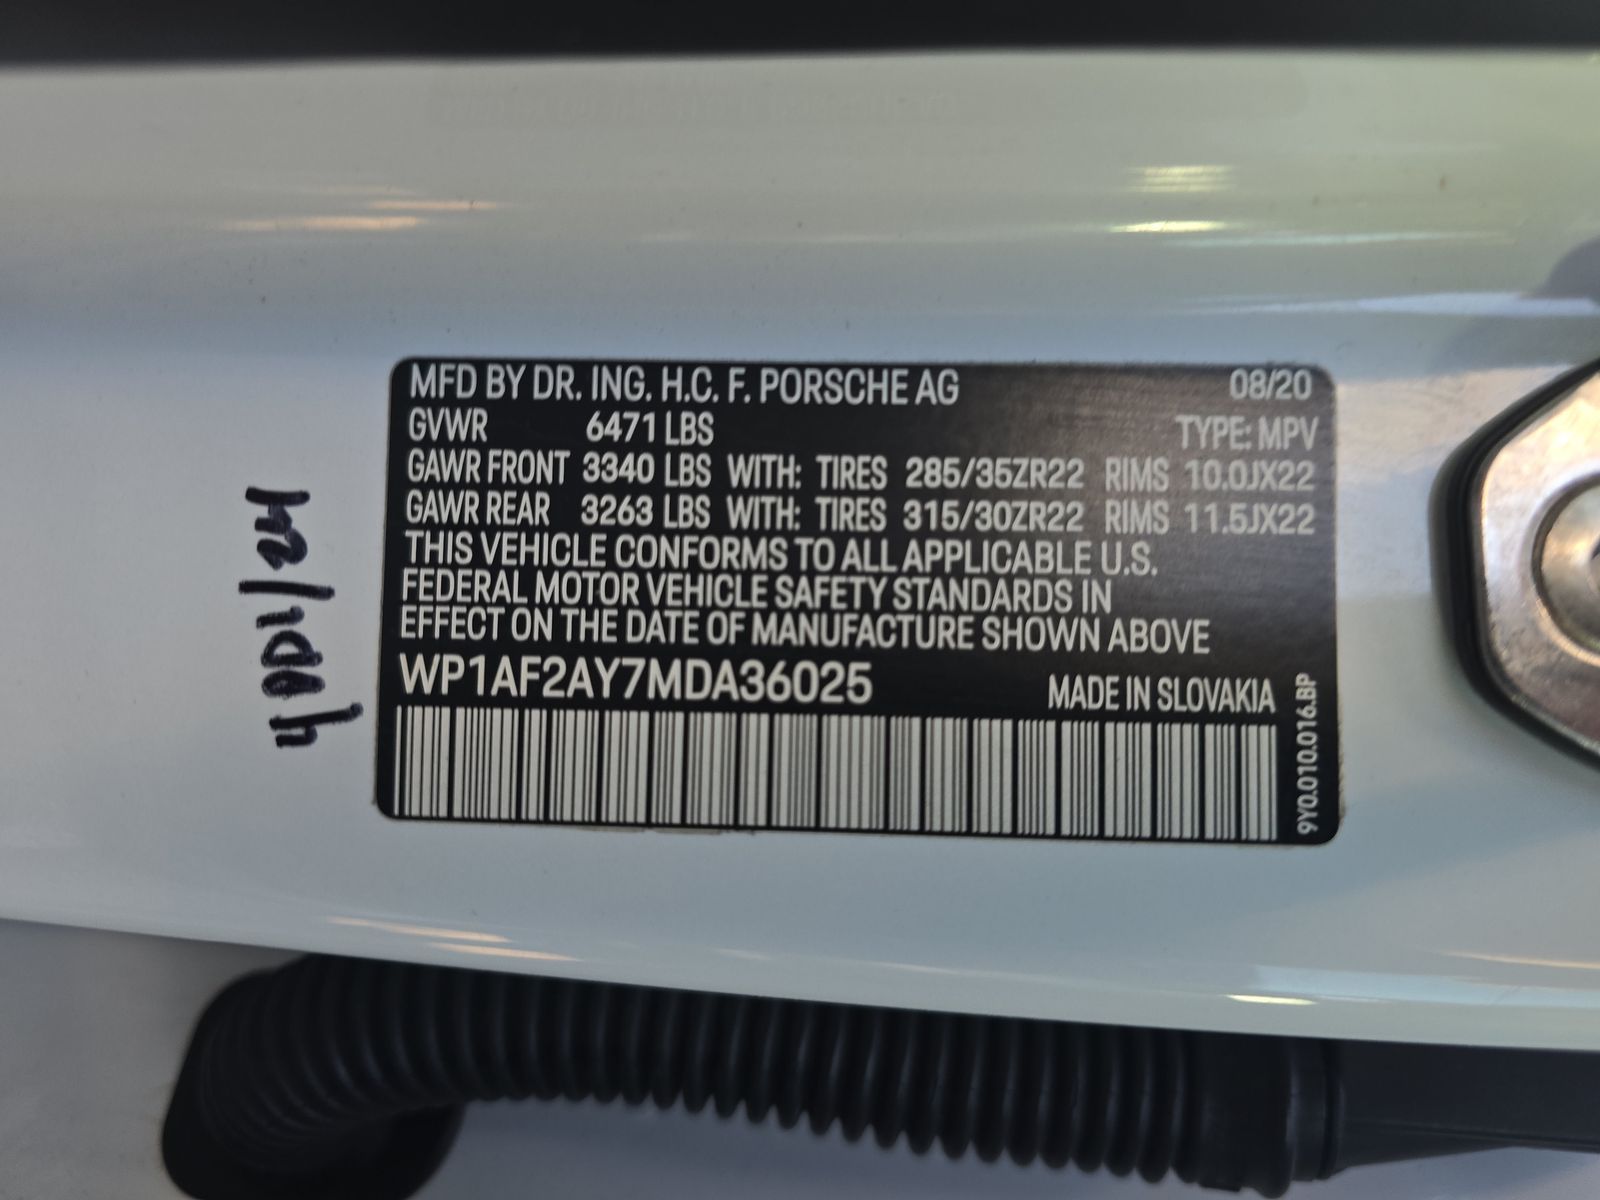 MFD BY DR. ING. H.C. F. PORSCHE AG 08/20
GVWR 6471 LBS TYPE: MPV
GAWR FRONT 3340 LBS WITH: TIRES 285/35ZR22 RIMS 10.0JX22
GAWR REAR 3263 LBS WITH: TIRES 315/30ZR22 RIMS 11.5JX22
THIS VEHICLE CONFORMS TO ALL APPLICABLE U.S.
FEDERAL MOTOR VEHICLE SAFETY STANDARDS IN
EFFECT ON THE DATE OF MANUFACTURE SHOWN ABOVE
WP1AF2AY7MDA36025 MADE IN SLOVAKIA
9Y0.010.016.BP